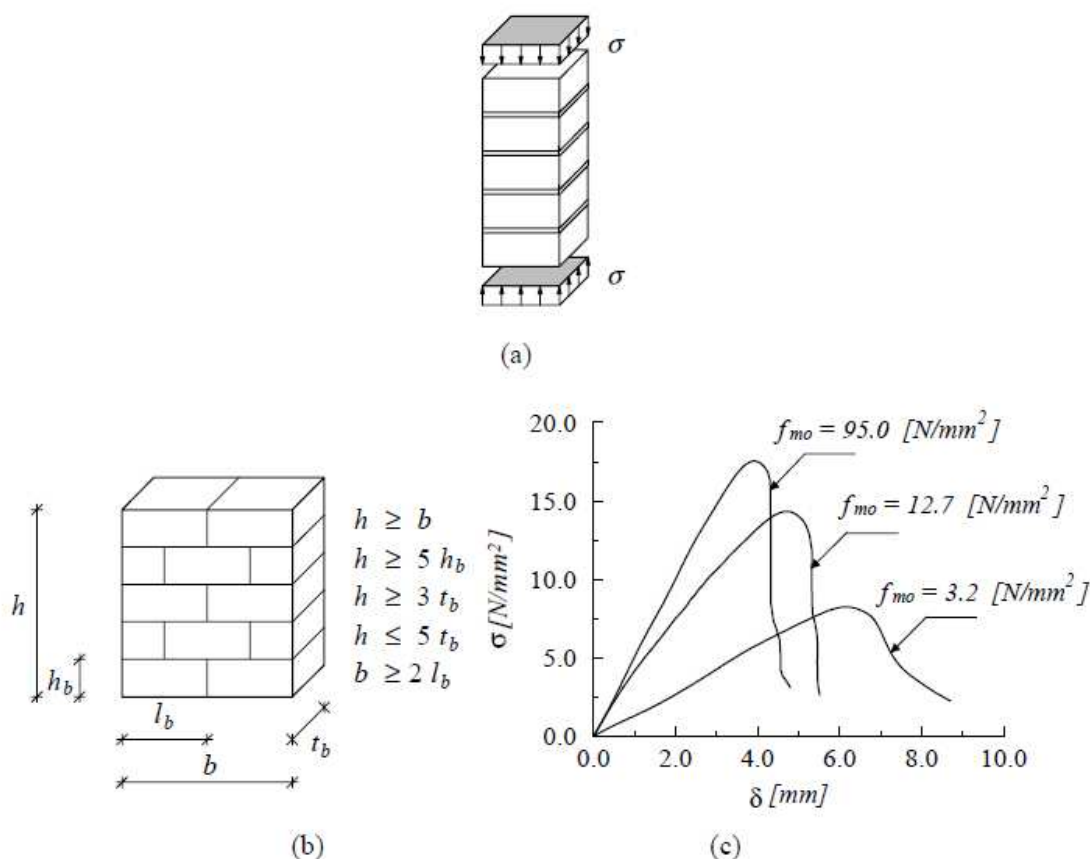 σ
σ
(a)
h ≥ b
h ≥ 5 h_b
h ≥ 3 t_b
h ≤ 5 t_b
b ≥ 2 l_b
h
h_b
l_b
b
t_b
(b)
20.0
15.0
10.0
5.0
0.0
σ [N/mm²]
f_mo = 95.0 [N/mm²]
f_mo = 12.7 [N/mm²]
f_mo = 3.2 [N/mm²]
0.0 2.0 4.0 6.0 8.0 10.0
δ [mm]
(c)